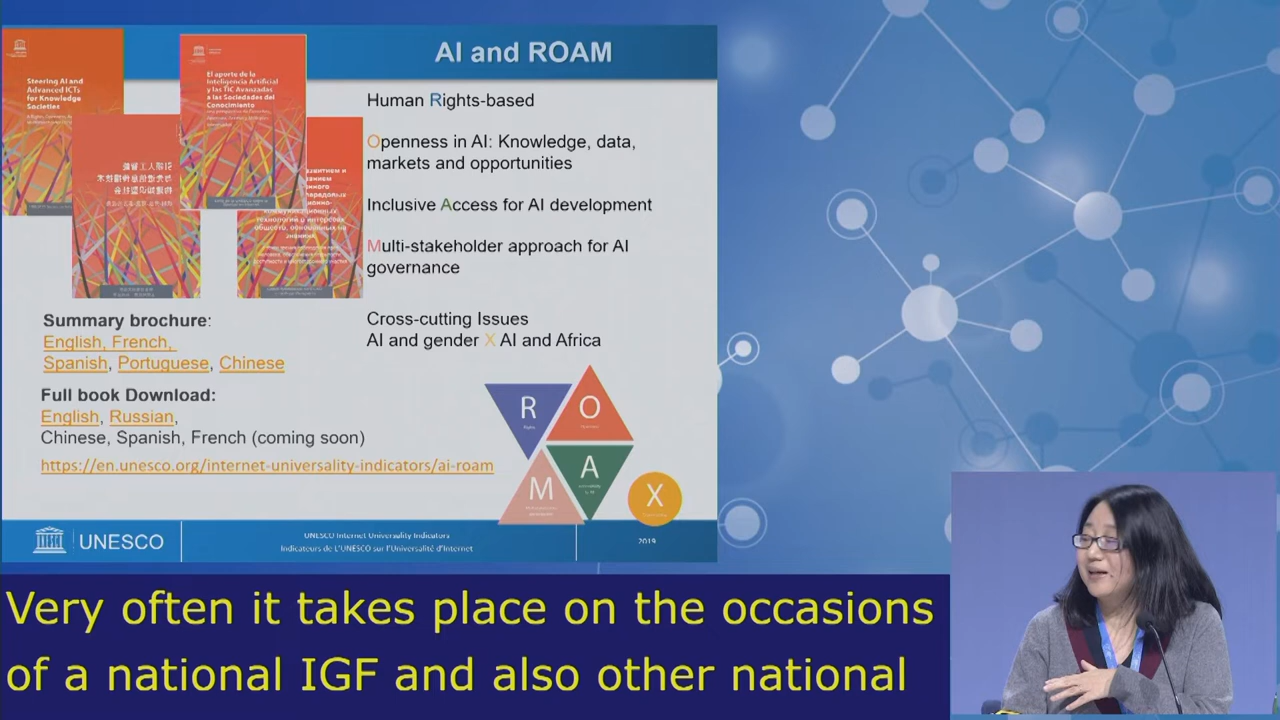 AI and ROAM
Steering AI and
Advanced ICTs
for Knowledge
Societies
El aporte de la
Inteligencia Artificial
y las TIC Avanzadas
a las Sociedades del
Conocimiento
Human Rights-based
Openness in AI: Knowledge, data,
markets and opportunities
Inclusive Access for AI development
Multi-stakeholder approach for AI
governance
Cross-cutting Issues
AI and gender X AI and Africa
Summary brochure:
English, French,
Spanish, Portuguese, Chinese
Full book Download:
English, Russian,
Chinese, Spanish, French (coming soon)
https://en.unesco.org/internet-universality-indicators/ai-roam
R
O
A
M
X
UNESCO
UNESCO Internet Universality Indicators
Indicateurs de L'UNESCO sur l'Universalité d'Internet
2019
Very often it takes place on the occasions
of a national IGF and also other national